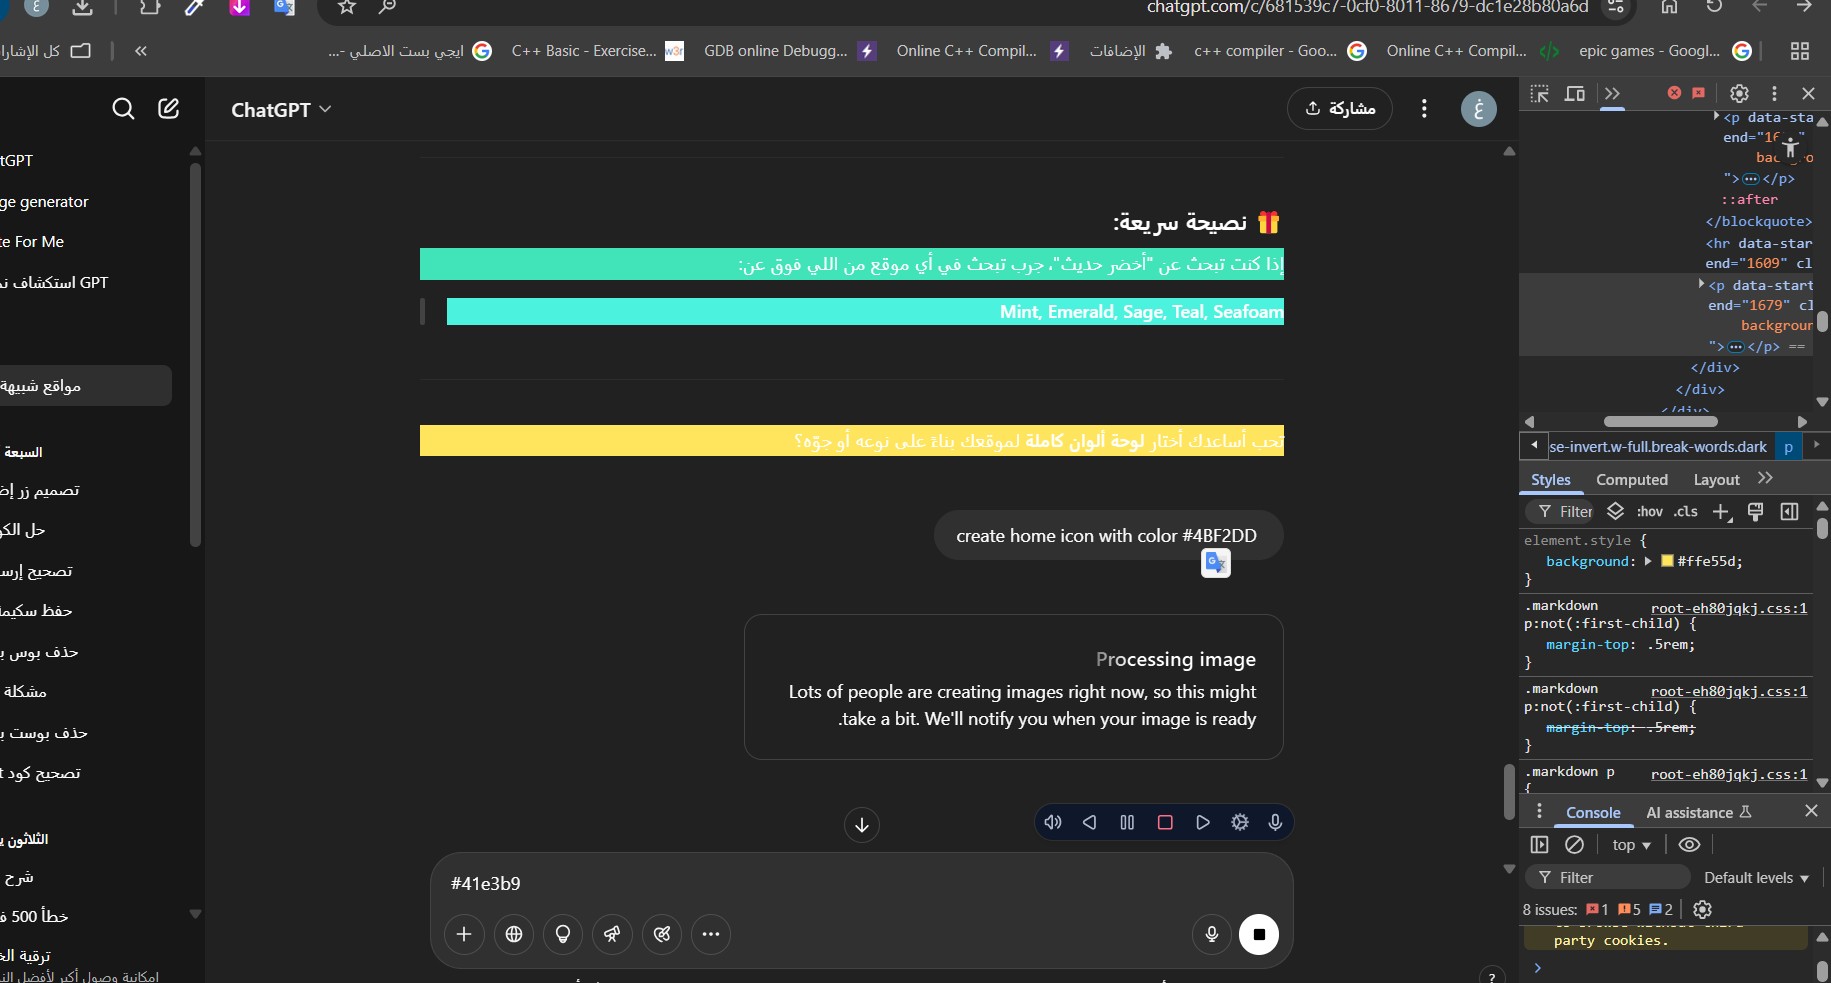 chatgpt.com/c/681539c7-0cf0-8011-8679-dc1e28b80a6d
كل الإشارا
ايجي بست الاصلي -...
C++ Basic - Exercise...
GDB online Debugg...
Online C++ Compil...
الإضافات
c++ compiler - Goo...
Online C++ Compil...
epic games - Googl...
ChatGPT
مشاركة
غ
tGPT
ge generator
te For Me
GPT استكشاف
مواقع شبيهة
السبعة
تصميم زر إض
حل الكو
تصحيح إرس
حفظ سكيمة
حذف بوس ب
مشكلة
حذف بوست ب
تصحيح كود t
الثلاثون ي
شرح
خطأ 500 ف
ترقية الخ
إمكانية وصول أكبر لأفضل الن
نصيحة سريعة:
إذا كنت تبحث عن "أخضر حديث"، جرب تبحث في أي موقع من اللي فوق عن:
Mint, Emerald, Sage, Teal, Seafoam
تحب أساعدك أختار لوحة ألوان كاملة لموقعك بناءً على نوعه أو جوّه؟
create home icon with color #4BF2DD
Processing image
Lots of people are creating images right now, so this might
take a bit. We'll notify you when your image is ready.
#41e3b9
?
<p data-sta
end="16
"> </p>
::after
</blockquote>
<hr data-star
end="1609" cl
<p data-start
end="1679" cl
backgrour
"> </p> ==
</div>
</div>
</div>
se-invert.w-full.break-words.dark
p
Styles
Computed
Layout
Filter
:hov
.cls
element.style {
background: #ffe55d;
}
.markdown root-eh80jqkj.css:1
p:not(:first-child) {
margin-top: .5rem;
}
.markdown root-eh80jqkj.css:1
p:not(:first-child) {
margin-top: .5rem;
}
.markdown p root-eh80jqkj.css:1
{
Console
AI assistance
top
Filter
Default levels
8 issues: 1 5 2
party cookies.